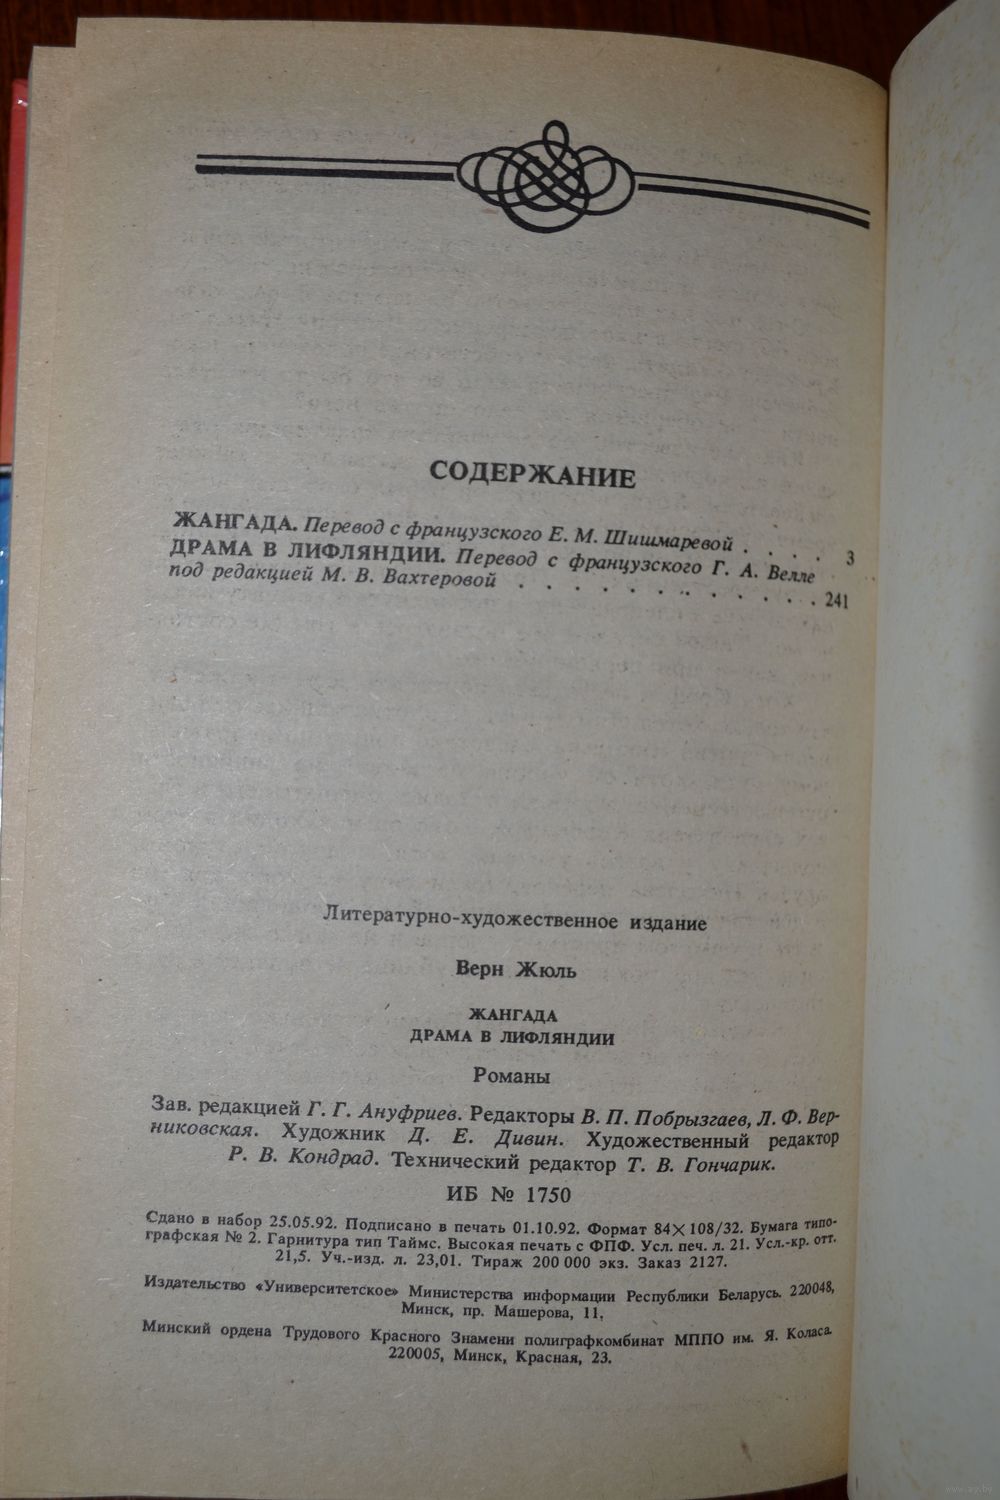 СОДЕРЖАНИЕ
ЖАНГАДА. Перевод с французского Е. М. Шишмаревой . . . . 3
ДРАМА В ЛИФЛЯНДИИ. Перевод с французского Г. А. Велле
под редакцией М. В. Вахтеровой . . . . . . . . . . . . 241
Литературно-художественное издание
Верн Жюль
ЖАНГАДА
ДРАМА В ЛИФЛЯНДИИ
Романы
Зав. редакцией Г. Г. Ануфриев. Редакторы В. П. Побрызгаев, Л. Ф. Вер-
никовская. Художник Д. Е. Дивин. Художественный редактор
Р. В. Кондрад. Технический редактор Т. В. Гончарик.
ИБ № 1750
Сдано в набор 25.05.92. Подписано в печать 01.10.92. Формат 84×108/32. Бумага типо-
графская № 2. Гарнитура тип Таймс. Высокая печать с ФПФ. Усл. печ. л. 21. Усл.-кр. отт.
21,5. Уч.-изд. л. 23,01. Тираж 200 000 экз. Заказ 2127.
Издательство «Университетское» Министерства информации Республики Беларусь. 220048,
Минск, пр. Машерова, 11.
Минский ордена Трудового Красного Знамени полиграфкомбинат МППО им. Я. Коласа.
220005, Минск, Красная, 23.
www.ay.by